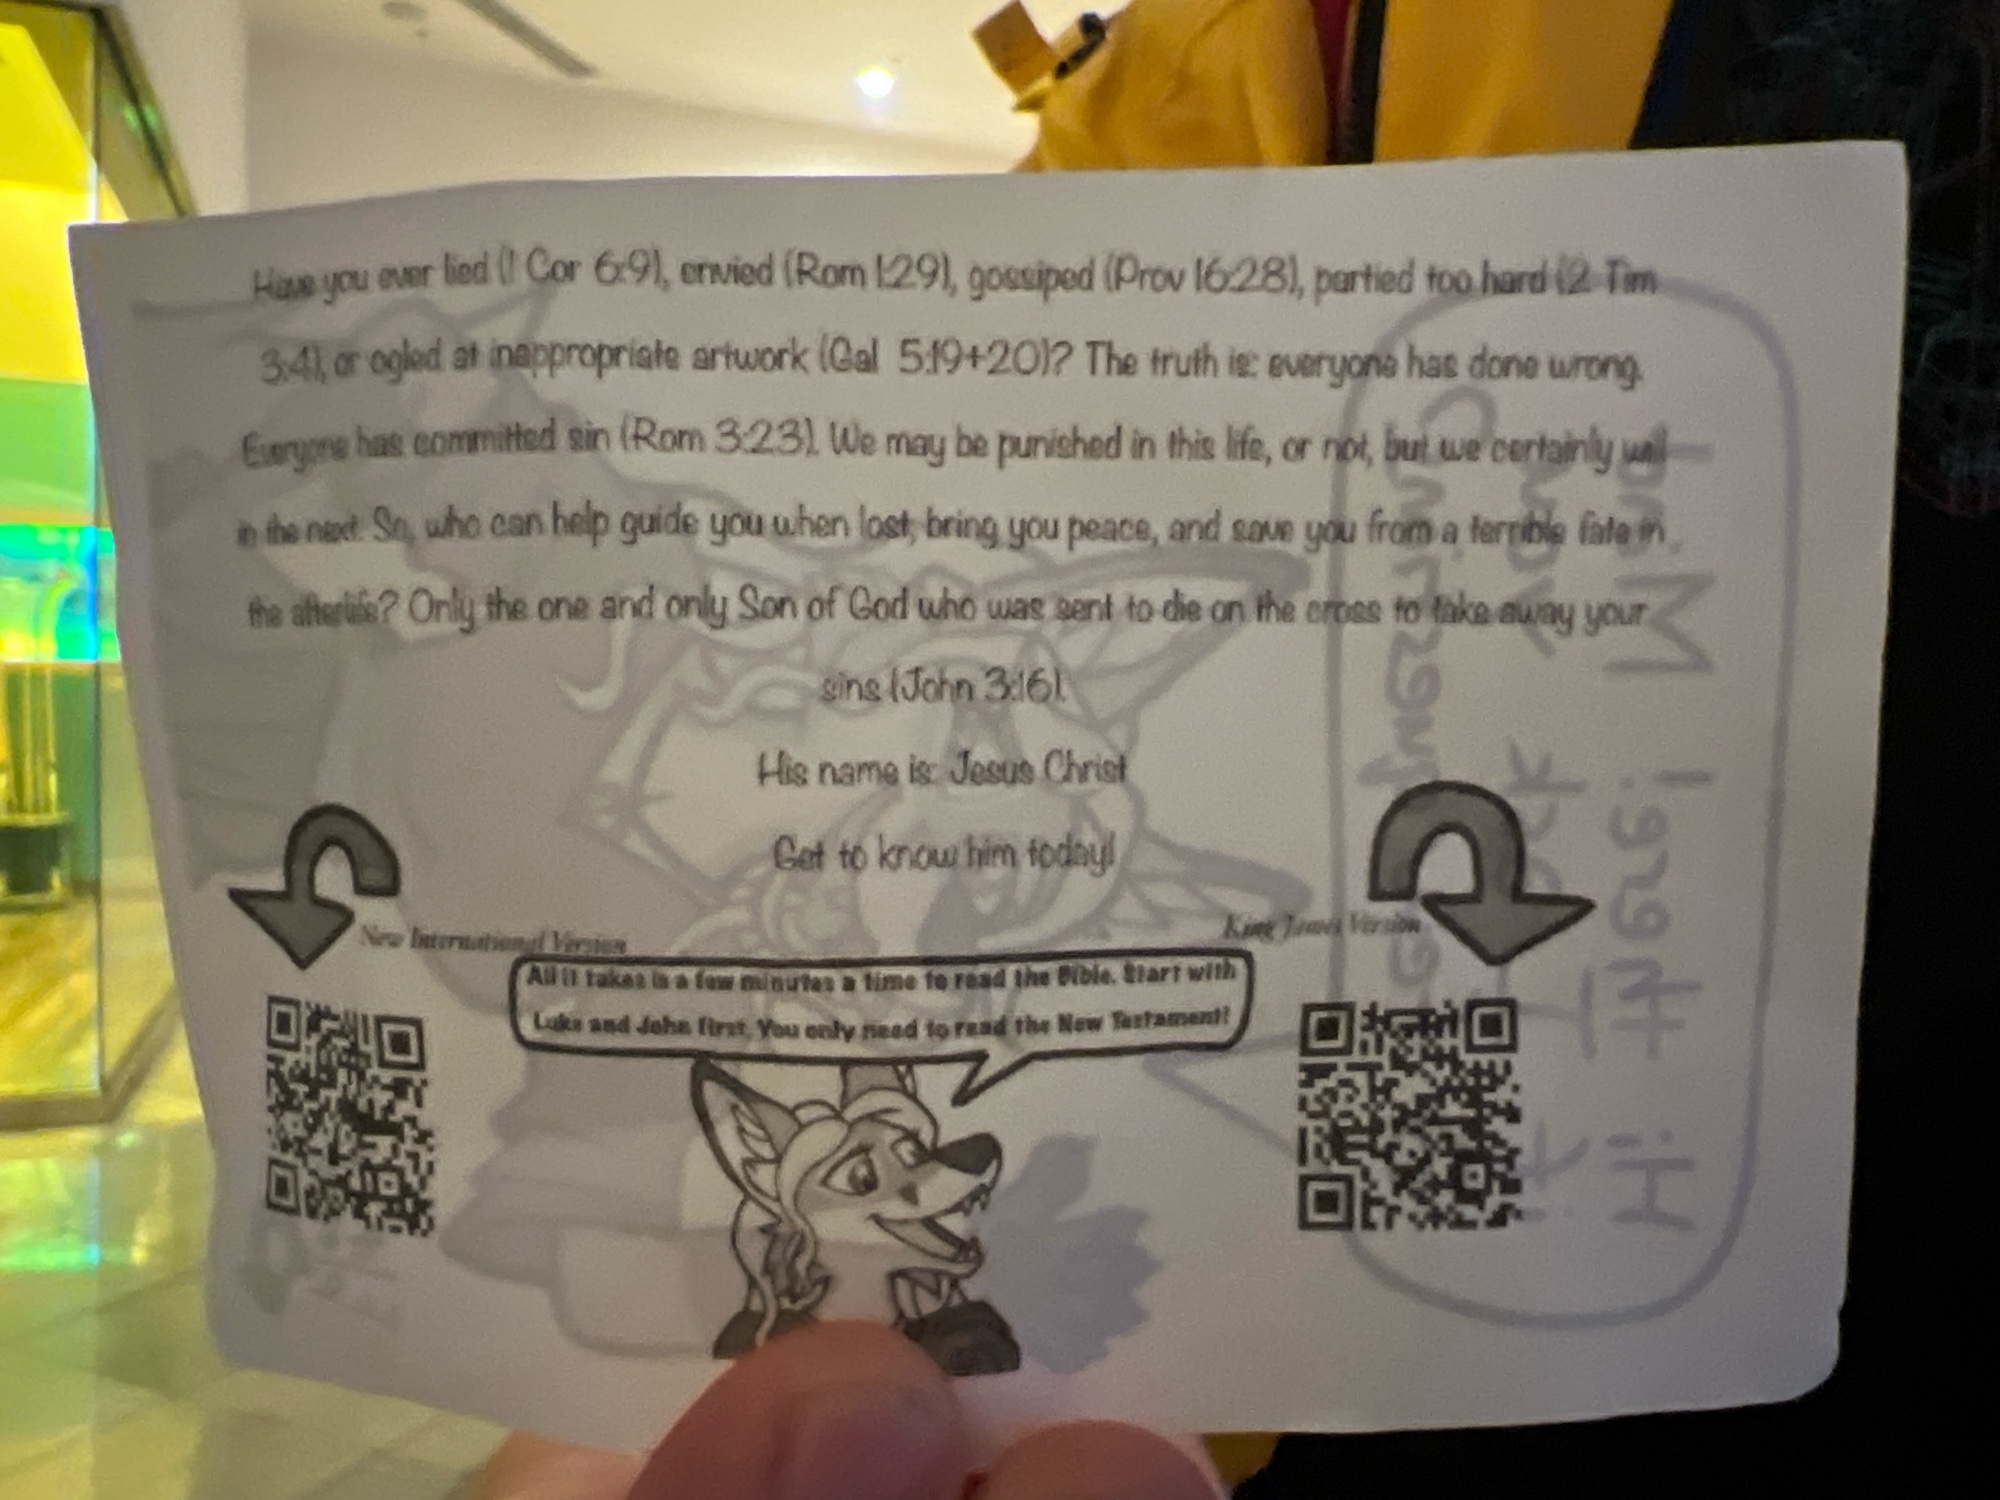 Have you ever lied (1 Cor 6:9), envied (Rom 1:29), gossiped (Prov 16:28), partied too hard (2 Tim
3:4), or ogled at inappropriate artwork (Gal 5:19+20)? The truth is: everyone has done wrong.
Everyone has committed sin (Rom 3:23). We may be punished in this life, or not, but we certainly will
in the next. So, who can help guide you when lost, bring you peace, and save you from a terrible fate in
the afterlife? Only the one and only Son of God who was sent to die on the cross to take away your
sins (John 3:16).
His name is: Jesus Christ
Get to know him today!
New International Version
King James Version
All it takes is a few minutes a time to read the Bible. Start with
Luke and John first. You only need to read the New Testament!
Hi there! Mind
if I ask